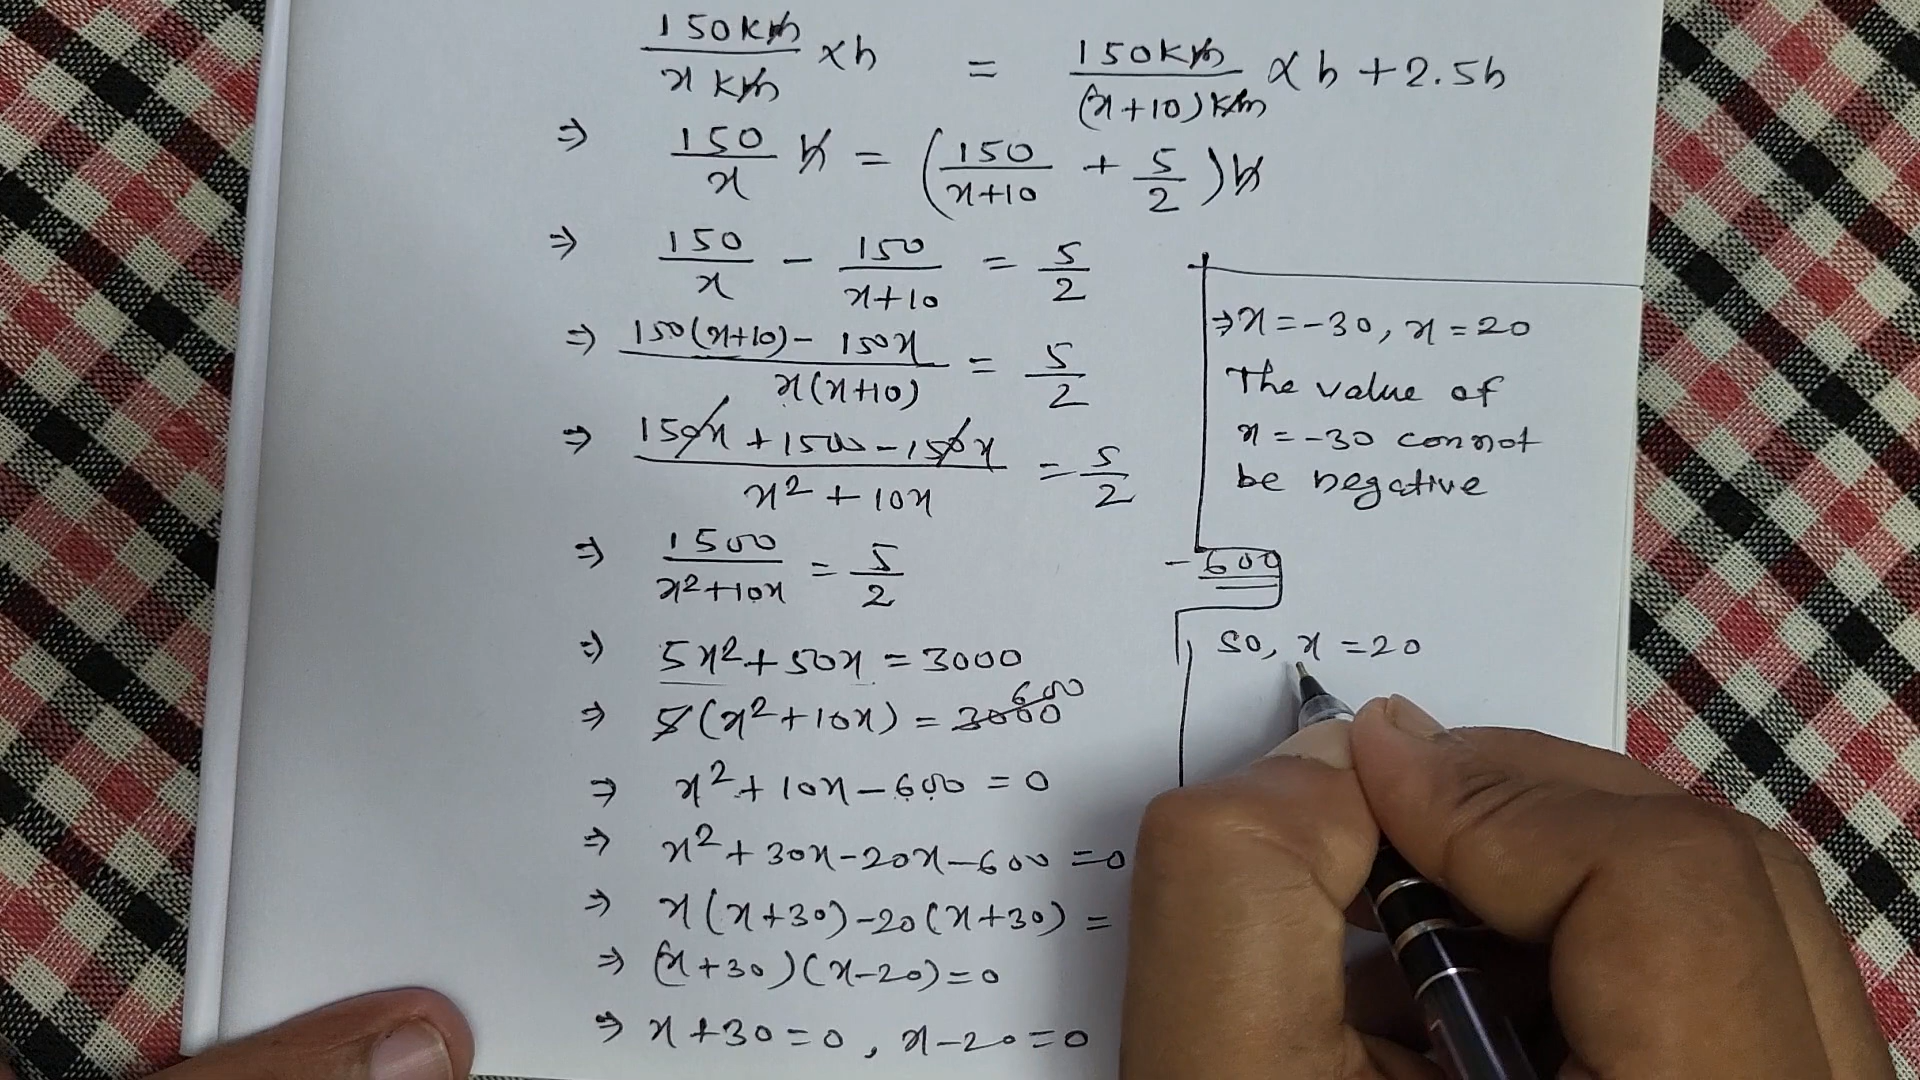 150km/x km × h = 150km/(x+10)km × h + 2.5h
⇒ 150/x h = (150/x+10 + 5/2)h
⇒ 150/x - 150/x+10 = 5/2
⇒ 150(x+10) - 150x/x(x+10) = 5/2
⇒ 150x + 1500 - 150x/x² + 10x = 5/2
⇒ 1500/x²+10x = 5/2
⇒ 5x² + 50x = 3000
⇒ 5(x²+10x) = 3000 600
⇒ x² + 10x - 600 = 0
⇒ x² + 30x - 20x - 600 = 0
⇒ x(x+30) - 20(x+30) =
⇒ (x+30)(x-20) = 0
⇒ x+30 = 0, x-20 = 0
⇒ x = -30, x = 20
The value of
x = -30 connot
be negative
- 600
so, x = 20